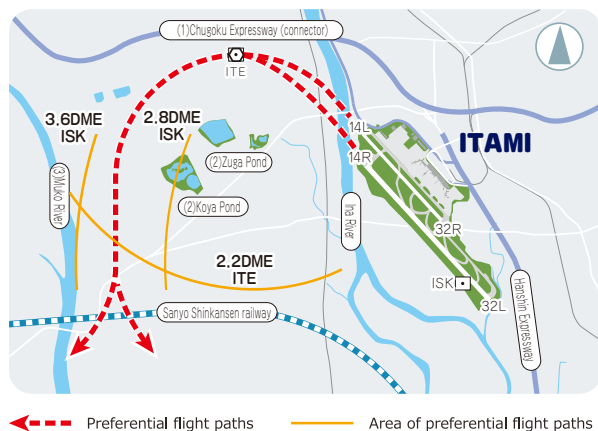 (1)Chugoku Expressway (connector)
ITE
3.6DME
ISK
2.8DME
ISK
14L
14R
ITAMI
(2)Zuga Pond
(3)Muko River
(2)Koya Pond
Ina River
32R
2.2DME
ITE
ISK
32L
Hanshin Expressway
Sanyo Shinkansen railway
Preferential flight paths
Area of preferential flight paths